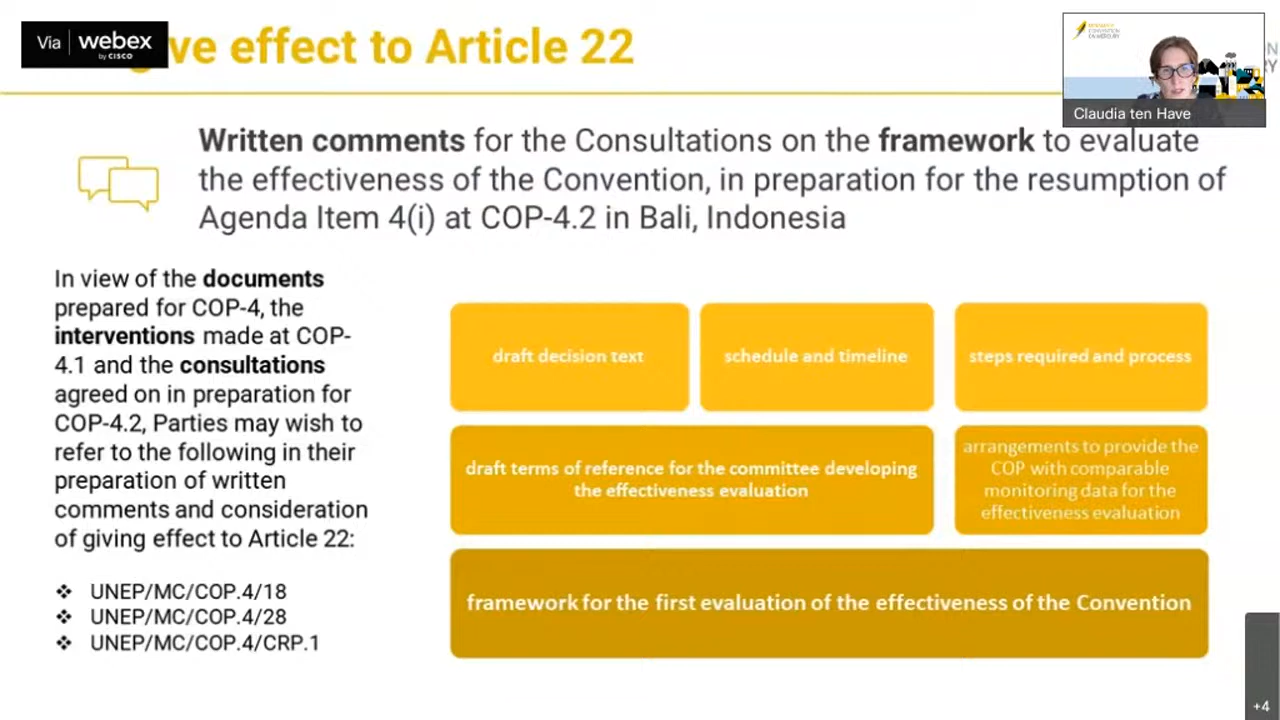 Via webex
by CISCO
ve effect to Article 22
Claudia ten Have
Written comments for the Consultations on the framework to evaluate
the effectiveness of the Convention, in preparation for the resumption of
Agenda Item 4(i) at COP-4.2 in Bali, Indonesia
In view of the documents
prepared for COP-4, the
interventions made at COP-
4.1 and the consultations
agreed on in preparation for
COP-4.2, Parties may wish to
refer to the following in their
preparation of written
comments and consideration
of giving effect to Article 22:
❖ UNEP/MC/COP.4/18
❖ UNEP/MC/COP.4/28
❖ UNEP/MC/COP.4/CRP.1
draft decision text
schedule and timeline
steps required and process
draft terms of reference for the committee developing
the effectiveness evaluation
arrangements to provide the
COP with comparable
monitoring data for the
effectiveness evaluation
framework for the first evaluation of the effectiveness of the Convention
+4